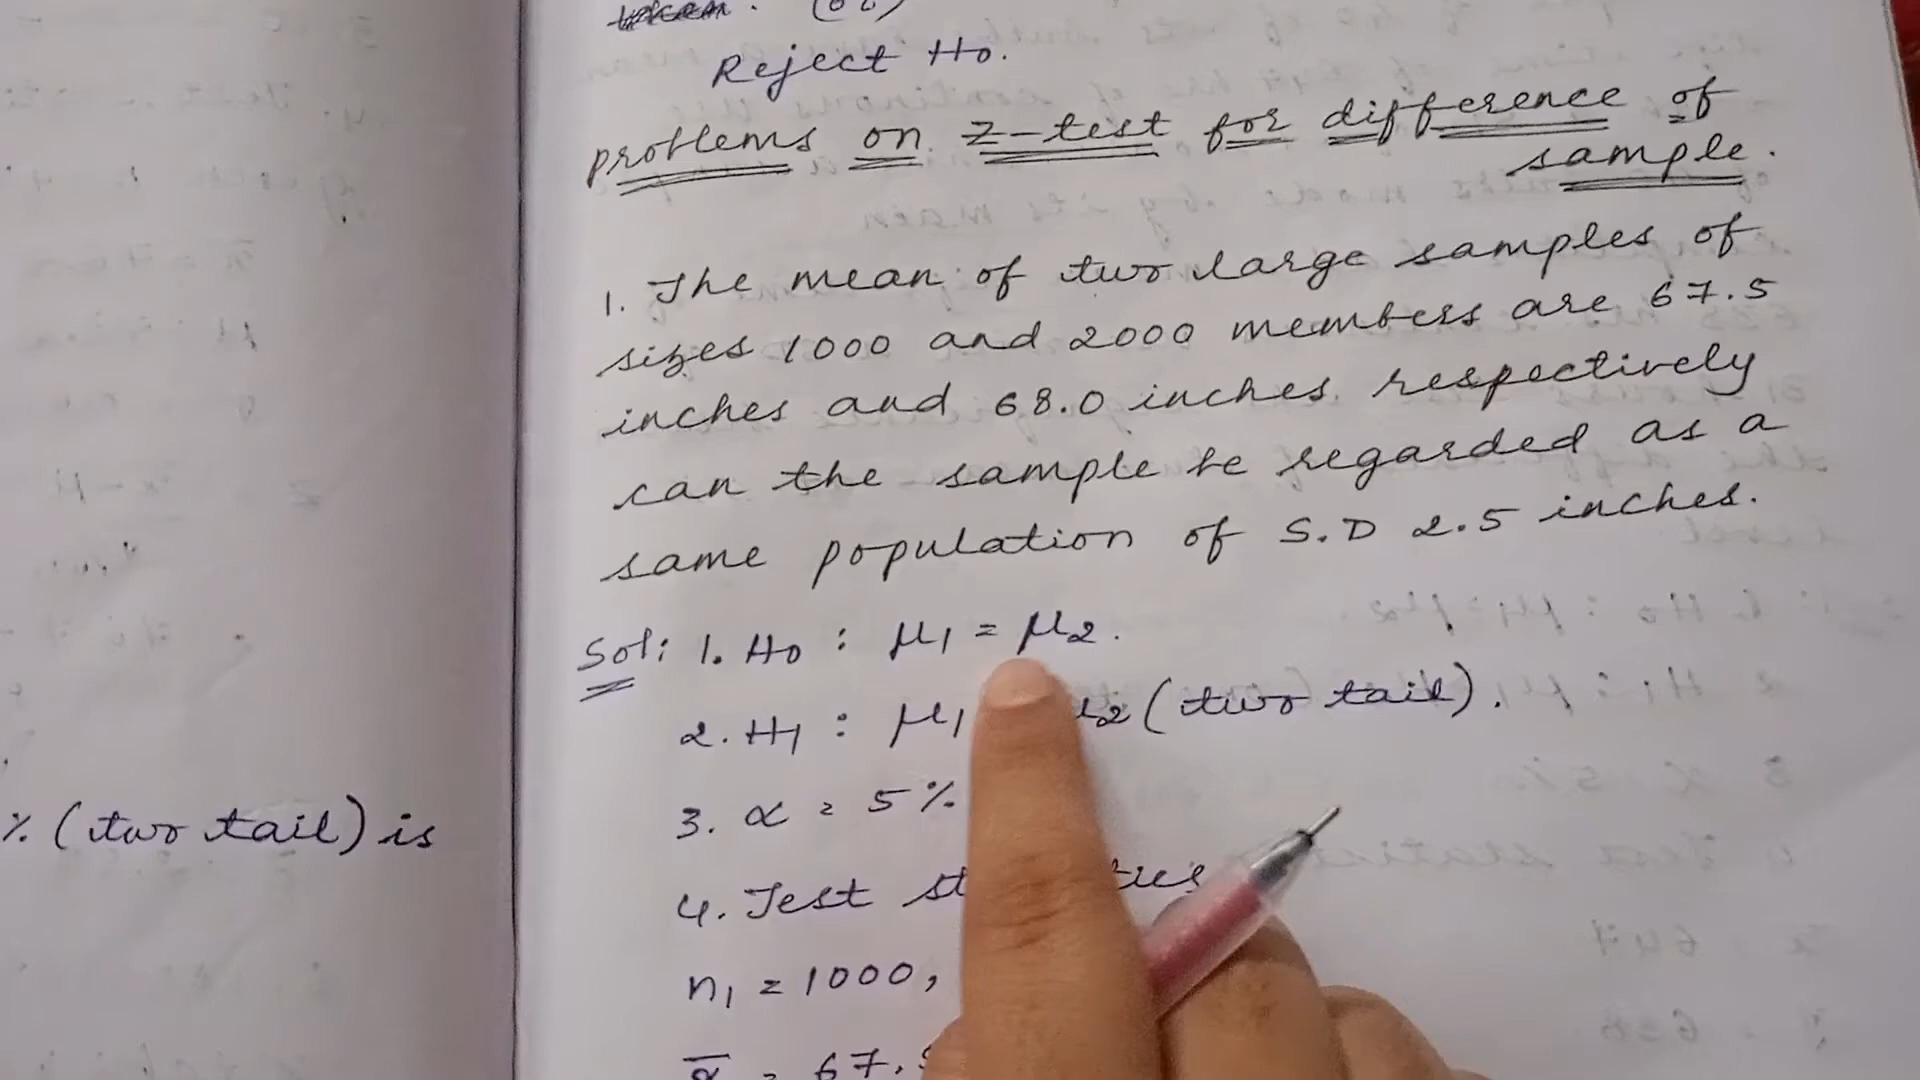 Reject Ho.
problems on z-test for difference of
sample.
1. The mean of two large samples of
sizes 1000 and 2000 members are 67.5
inches and 68.0 inches respectively
can the sample be regarded as a
same population of S.D 2.5 inches.
Sol: 1. Ho : μ1 = μ2.
2. H1 : μ1 μ2 (two tail).
3. α = 5%
4. Test
n1 = 1000,
x̄ = 67.5
% (two tail) is